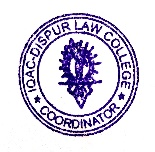 IQAC-DISPUR LAW COLLEGE
COORDINATOR